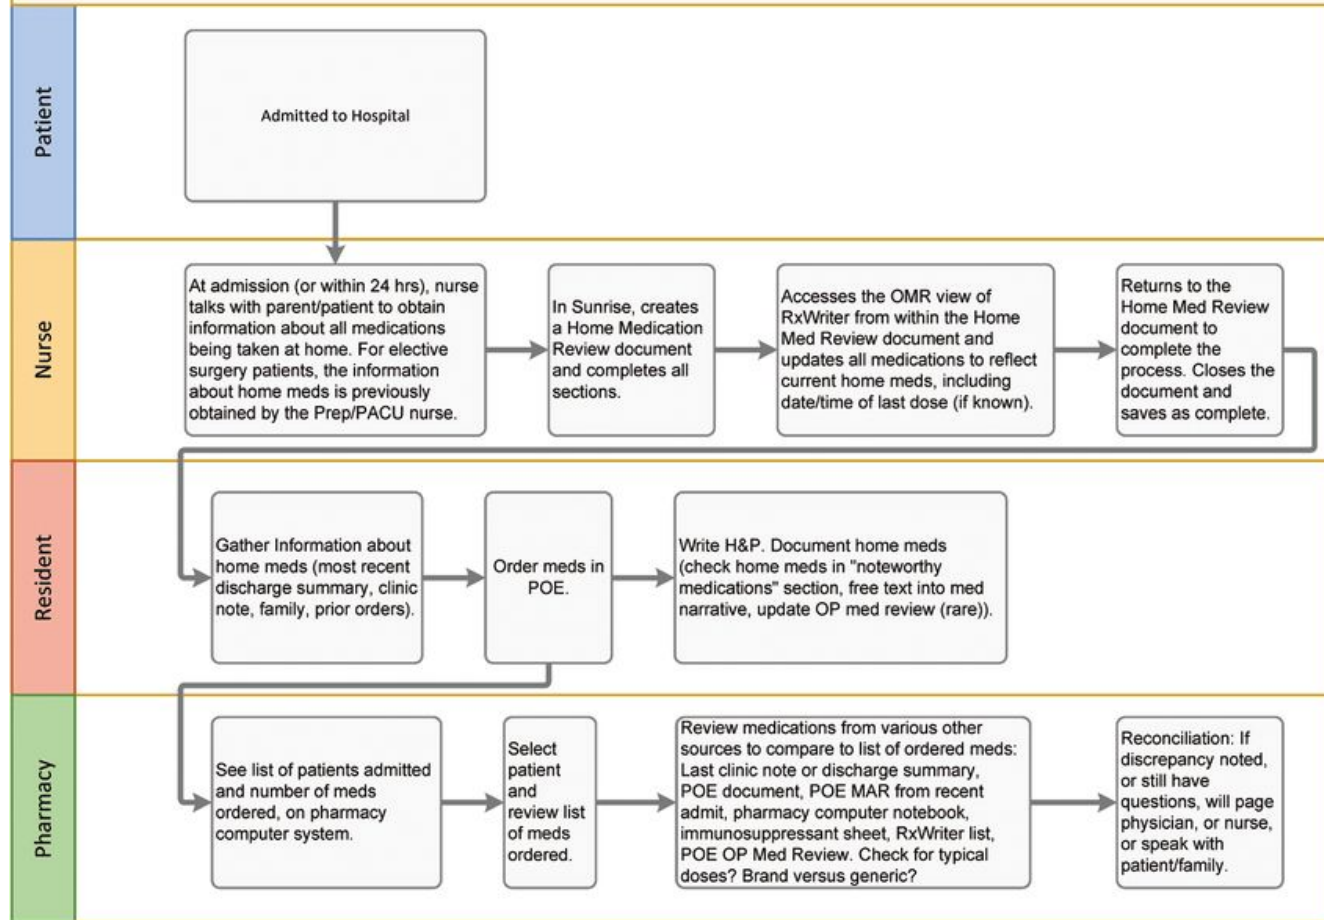 Patient
Admitted to Hospital
Nurse
At admission (or within 24 hrs), nurse
talks with parent/patient to obtain
information about all medications
being taken at home. For elective
surgery patients, the information
about home meds is previously
obtained by the Prep/PACU nurse.
In Sunrise, creates
a Home Medication
Review document
and completes all
sections.
Accesses the OMR view of
RxWriter from within the Home
Med Review document and
updates all medications to reflect
current home meds, including
date/time of last dose (if known).
Returns to the
Home Med Review
document to
complete the
process. Closes the
document and
saves as complete.
Resident
Gather Information about
home meds (most recent
discharge summary, clinic
note, family, prior orders).
Order meds in
POE.
Write H&P. Document home meds
(check home meds in "noteworthy
medications" section, free text into med
narrative, update OP med review (rare)).
Pharmacy
See list of patients admitted
and number of meds
ordered, on pharmacy
computer system.
Select
patient
and
review list
of meds
ordered.
Review medications from various other
sources to compare to list of ordered meds:
Last clinic note or discharge summary,
POE document, POE MAR from recent
admit, pharmacy computer notebook,
immunosuppressant sheet, RxWriter list,
POE OP Med Review. Check for typical
doses? Brand versus generic?
Reconciliation: If
discrepancy noted,
or still have
questions, will page
physician, or nurse,
or speak with
patient/family.